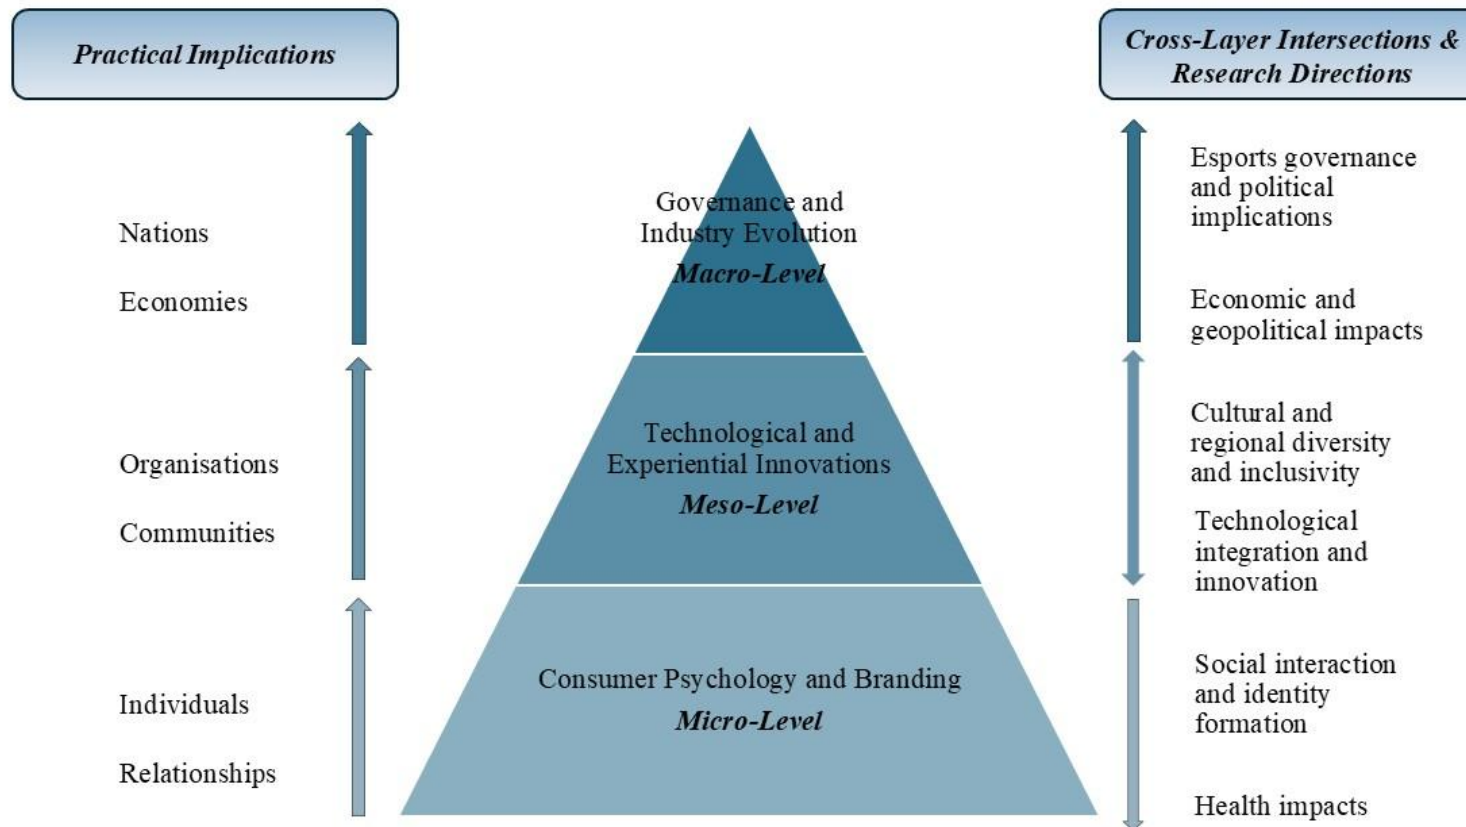 Practical Implications
Cross-Layer Intersections &
Research Directions
Nations
Economies
Organisations
Communities
Individuals
Relationships
Governance and
Industry Evolution
Macro-Level
Technological and
Experiential Innovations
Meso-Level
Consumer Psychology and Branding
Micro-Level
Esports governance
and political
implications
Economic and
geopolitical impacts
Cultural and
regional diversity
and inclusivity
Technological
integration and
innovation
Social interaction
and identity
formation
Health impacts